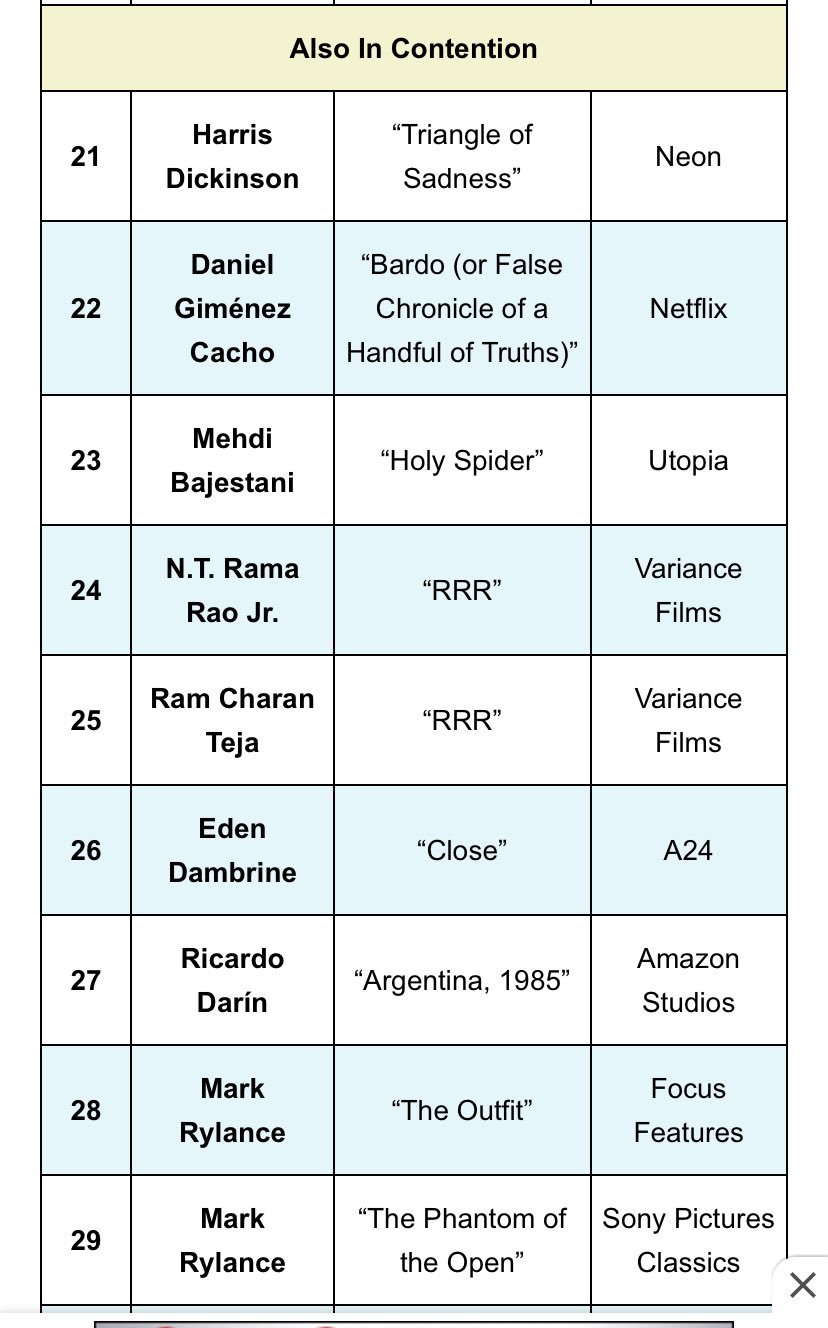 Also In Contention
21
Harris
Dickinson
“Triangle of
Sadness”
Neon
22
Daniel
Giménez
Cacho
“Bardo (or False
Chronicle of a
Handful of Truths)”
Netflix
23
Mehdi
Bajestani
“Holy Spider”
Utopia
24
N.T. Rama
Rao Jr.
“RRR”
Variance
Films
25
Ram Charan
Teja
“RRR”
Variance
Films
26
Eden
Dambrine
“Close”
A24
27
Ricardo
Darín
“Argentina, 1985”
Amazon
Studios
28
Mark
Rylance
“The Outfit”
Focus
Features
29
Mark
Rylance
“The Phantom of
the Open”
Sony Pictures
Classics